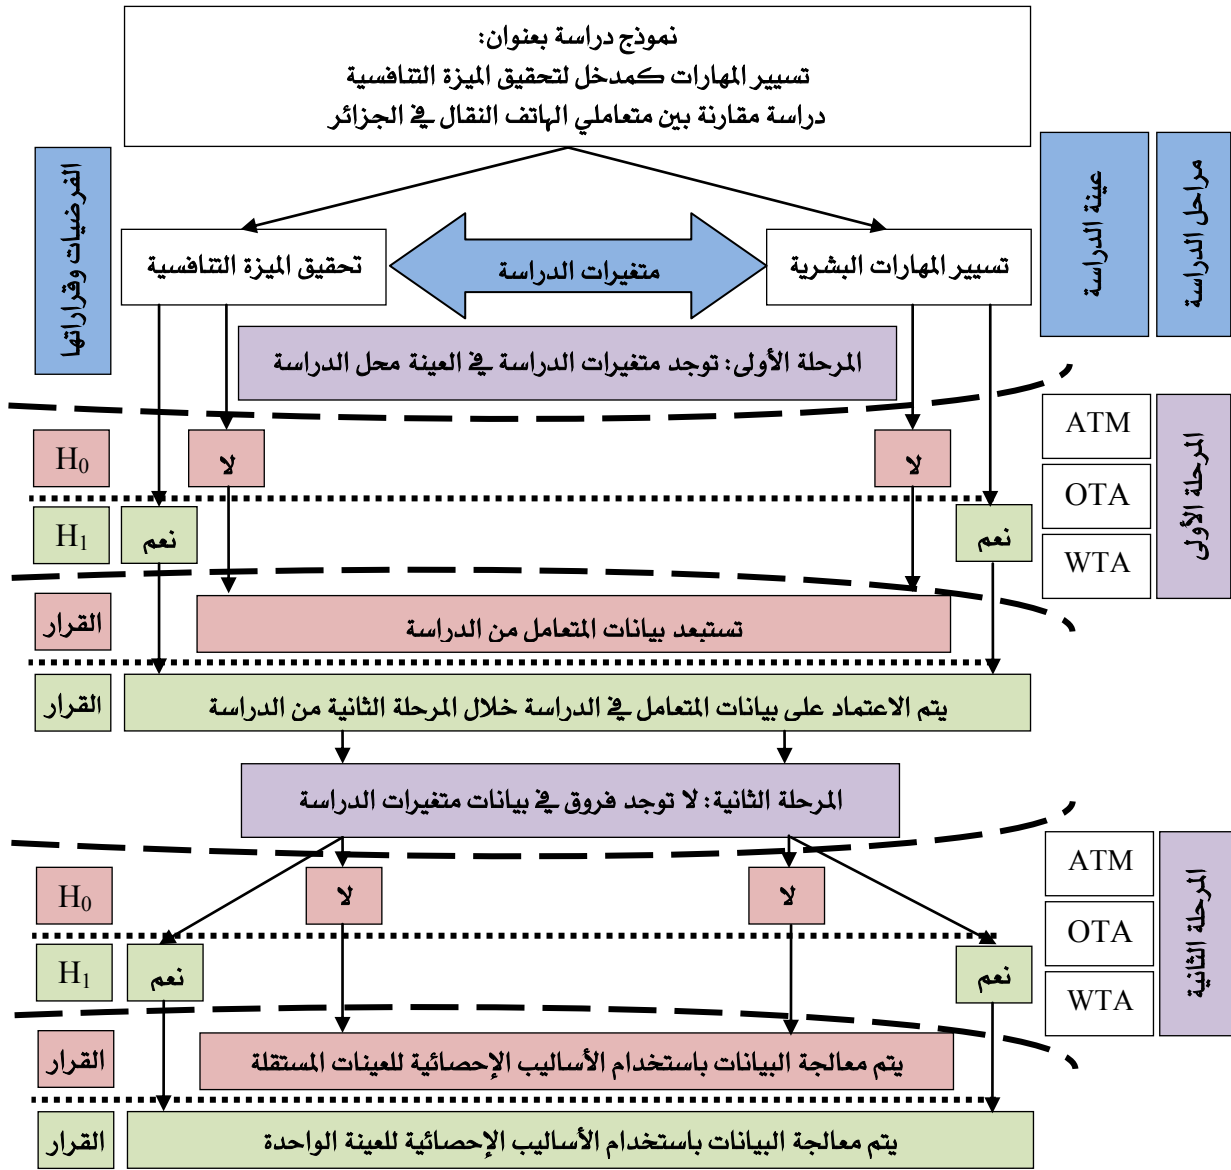 نموذج دراسة بعنوان:
تسيير المهارات كمدخل لتحقيق الميزة التنافسية
دراسة مقارنة بين متعاملي الهاتف النقال في الجزائر
مراحل الدراسة
عينة الدراسة
الفرضيات وقراراتها
تسيير المهارات البشرية
متغيرات الدراسة
تحقيق الميزة التنافسية
المرحلة الأولى: توجد متغيرات الدراسة في العينة محل الدراسة
المرحلة الأولى
ATM
OTA
WTA
لا
لا
H0
نعم
نعم
H1
تستبعد بيانات المتعامل من الدراسة
القرار
يتم الاعتماد على بيانات المتعامل في الدراسة خلال المرحلة الثانية من الدراسة
القرار
المرحلة الثانية: لا توجد فروق في بيانات متغيرات الدراسة
المرحلة الثانية
ATM
OTA
WTA
لا
لا
H0
نعم
نعم
H1
يتم معالجة البيانات باستخدام الأساليب الإحصائية للعينات المستقلة
القرار
يتم معالجة البيانات باستخدام الأساليب الإحصائية للعينة الواحدة
القرار